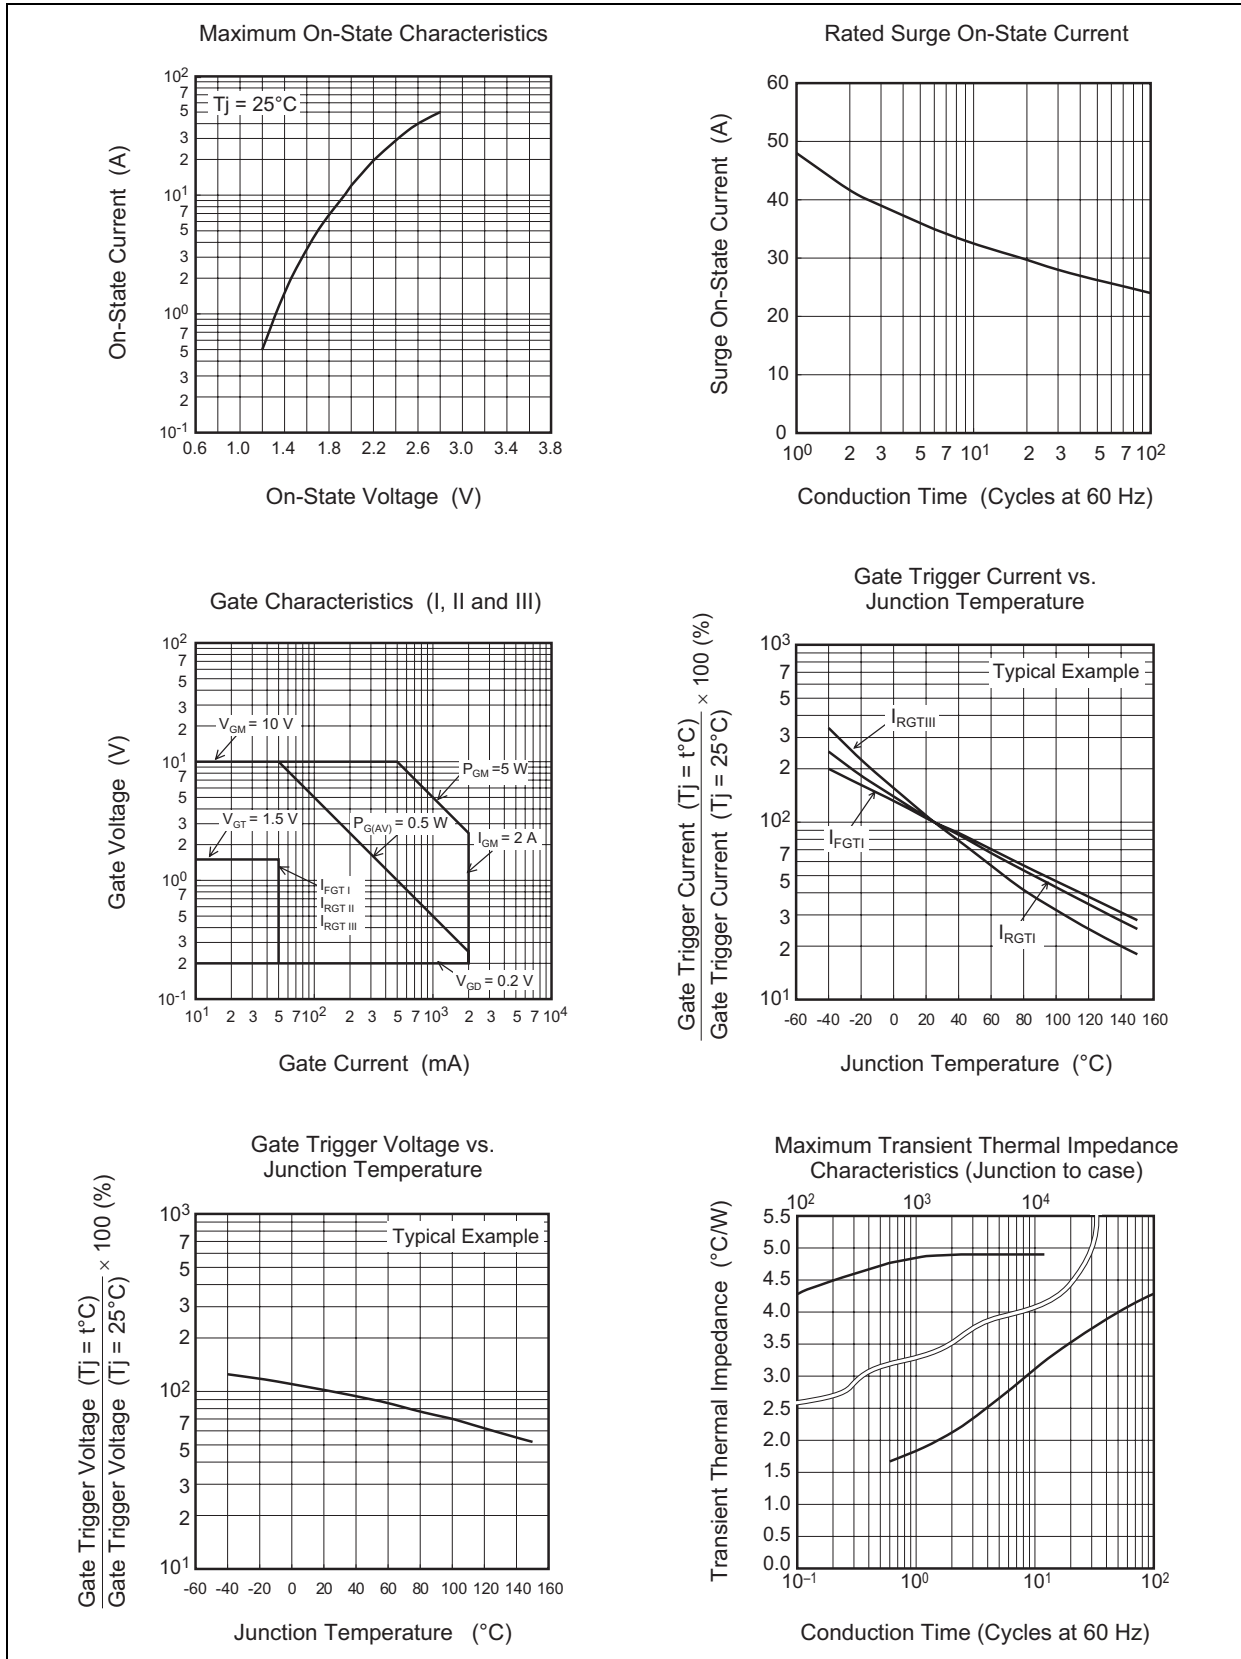 Maximum On-State Characteristics
On-State Current (A)
10²
7
5
3
2
10¹
7
5
3
2
10⁰
7
5
3
2
10⁻¹
Tj = 25°C
0.6 1.0 1.4 1.8 2.2 2.6 3.0 3.4 3.8
On-State Voltage (V)
Rated Surge On-State Current
Surge On-State Current (A)
60
50
40
30
20
10
0
10⁰ 2 3 5 7 10¹ 2 3 5 7 10²
Conduction Time (Cycles at 60 Hz)
Gate Characteristics (I, II and III)
Gate Voltage (V)
10²
7
5
3
2
10¹
7
5
3
2
10⁰
7
5
3
2
10⁻¹
VGM = 10 V
PGM =5 W
PG(AV) = 0.5 W
VGT = 1.5 V
IGM = 2 A
IFGT I
IRGT II
IRGT III
VGD = 0.2 V
10¹ 2 3 5 7 10² 2 3 5 7 10³ 2 3 5 7 10⁴
Gate Current (mA)
Gate Trigger Current vs.
Junction Temperature
Gate Trigger Current (Tj = t°C)
Gate Trigger Current (Tj = 25°C)
× 100 (%)
10³
7
5
3
2
10²
7
5
3
2
10¹
Typical Example
IRGTIII
IFGTI
IRGTI
-60 -40 -20 0 20 40 60 80 100 120 140 160
Junction Temperature (°C)
Gate Trigger Voltage vs.
Junction Temperature
Gate Trigger Voltage (Tj = t°C)
Gate Trigger Voltage (Tj = 25°C)
× 100 (%)
10³
7
5
3
2
10²
7
5
3
2
10¹
Typical Example
-60 -40 -20 0 20 40 60 80 100 120 140 160
Junction Temperature (°C)
Maximum Transient Thermal Impedance
Characteristics (Junction to case)
10² 10³ 10⁴
Transient Thermal Impedance (°C/W)
5.5
5.0
4.5
4.0
3.5
3.0
2.5
2.0
1.5
1.0
0.5
0.0
10⁻¹ 10⁰ 10¹ 10²
Conduction Time (Cycles at 60 Hz)